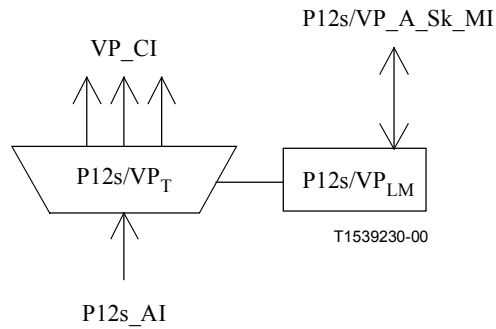 P12s/VP_A_Sk_MI
VP_CI
P12s/VP_T
P12s/VP_LM
T1539230-00
P12s_AI